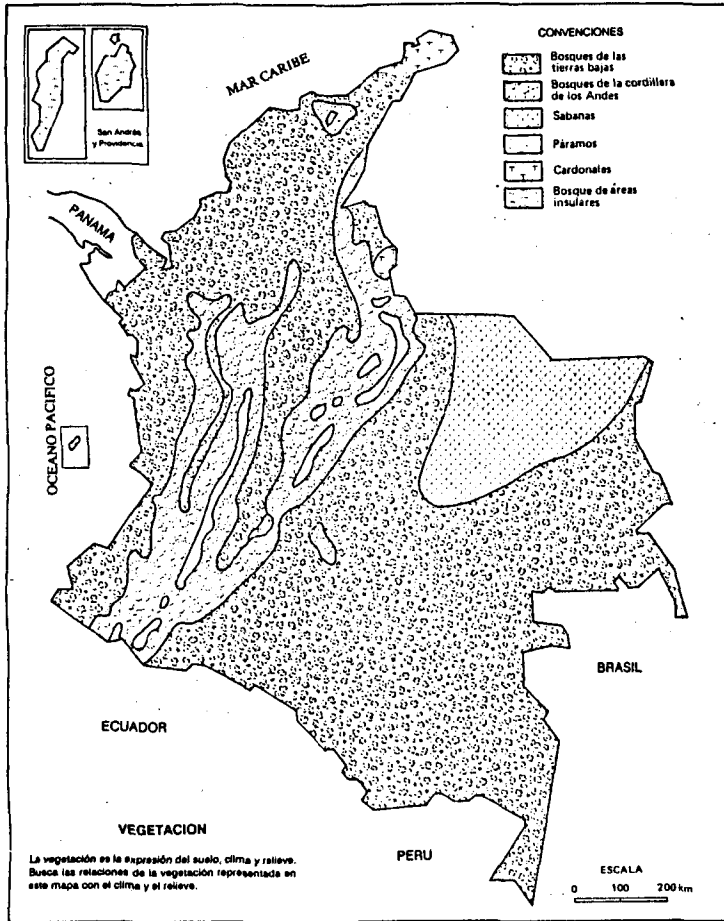 San Andrés
y Providencia
MAR CARIBE
CONVENCIONES
Bosques de las
tierras bajas
Bosques de la cordillera
de los Andes
Sabanas
Páramos
Cardonales
Bosque de áreas
insulares
PANAMA
OCEANO PACIFICO
BRASIL
ECUADOR
PERU
VEGETACION
La vegetación es la expresión del suelo, clima y relieve.
Busca las relaciones de la vegetación representada en
este mapa con el clima y el relieve.
ESCALA
0 100 200 km